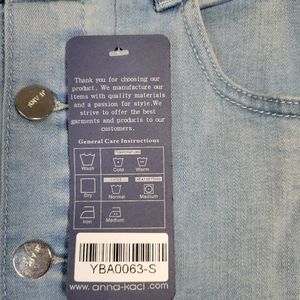 Thank you for choosing our
product. We manufacture our
items with quality materials
and a passion for style.We
strive to offer the best
garments and products to our
customers.
General Care Instructions
Wash
Cold
Warm
Dry
Normal
Medium
Iron
Medium
YBA0063-S
www.anna-kaci.com